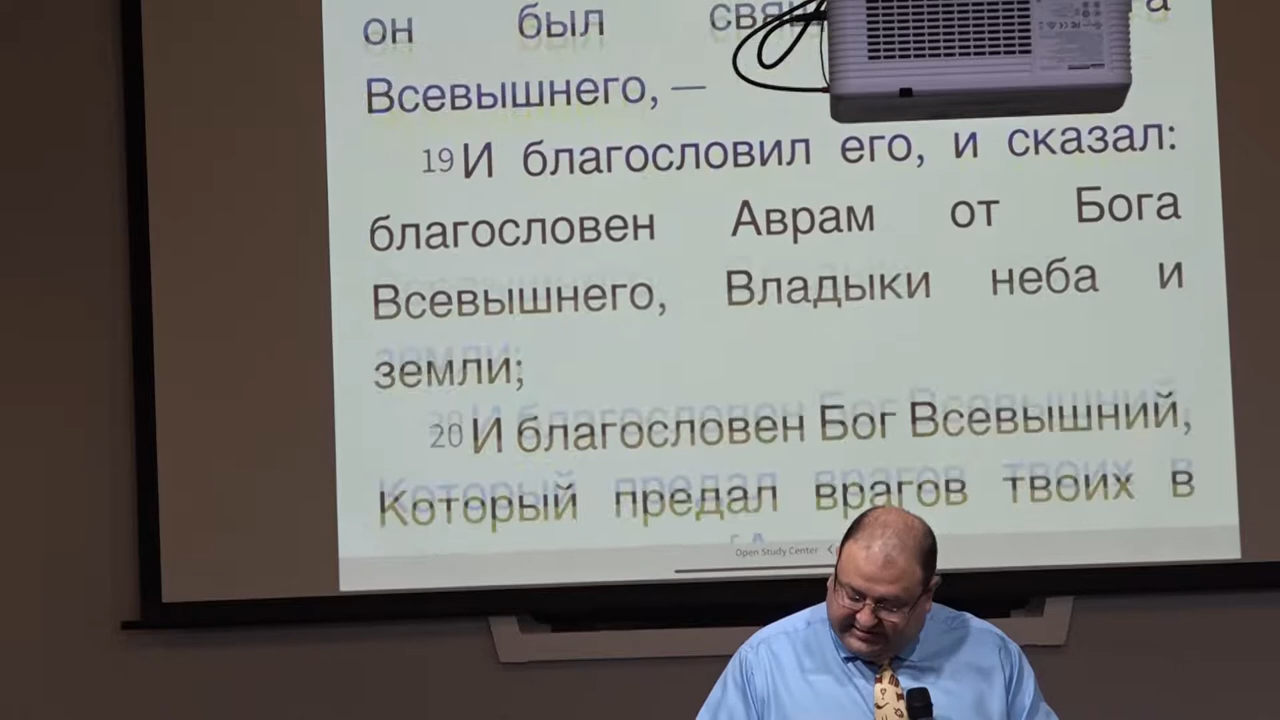 он был
Всевышнего, —
19 И благословил его, и сказал:
благословен Аврам от Бога
Всевышнего, Владыки неба и
земли;
20 И благословен Бог Всевышний,
Который предал врагов твоих в
Open Study Center